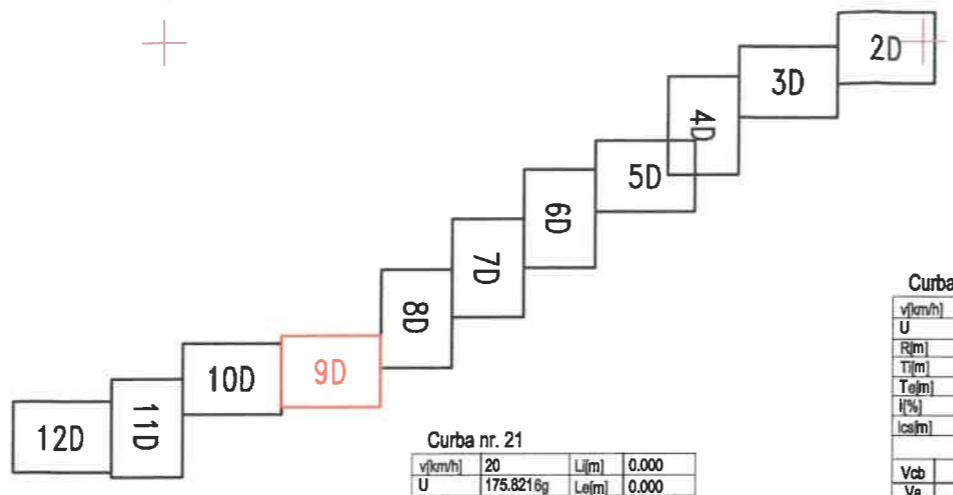 2D
3D
4D
5D
6D
7D
8D
9D
10D
11D
12D
Curba nr. 21
v[km/h] 20 Li[m] 0.000
U 175.8216g Le[m] 0.000
Curba
v[km/h]
U
R[m]
Ti[m]
Te[m]
i[%]
lcs[m]
Vcb